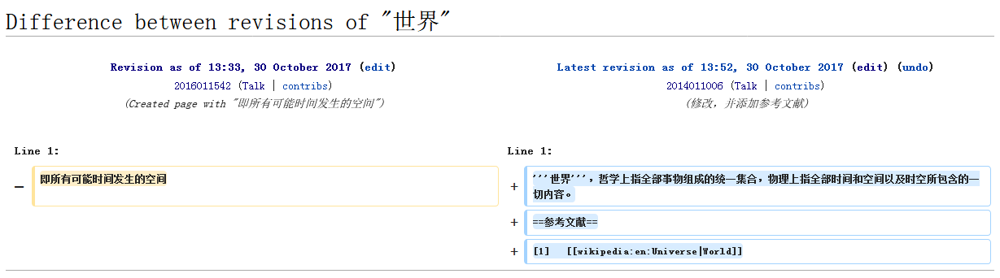 Difference between revisions of "世界"
Revision as of 13:33, 30 October 2017 (edit)
2016011542 (Talk | contribs)
(Created page with "即所有可能时间发生的空间")
Latest revision as of 13:52, 30 October 2017 (edit) (undo)
2014011006 (Talk | contribs)
(修改，并添加参考文献)
Line 1:
− 即所有可能时间发生的空间
Line 1:
+ '''世界'''，哲学上指全部事物组成的统一集合，物理上指全部时间和空间以及时空所包含的一
切内容。
+ ==参考文献==
+ [1] [[wikipedia:en:Universe|World]]